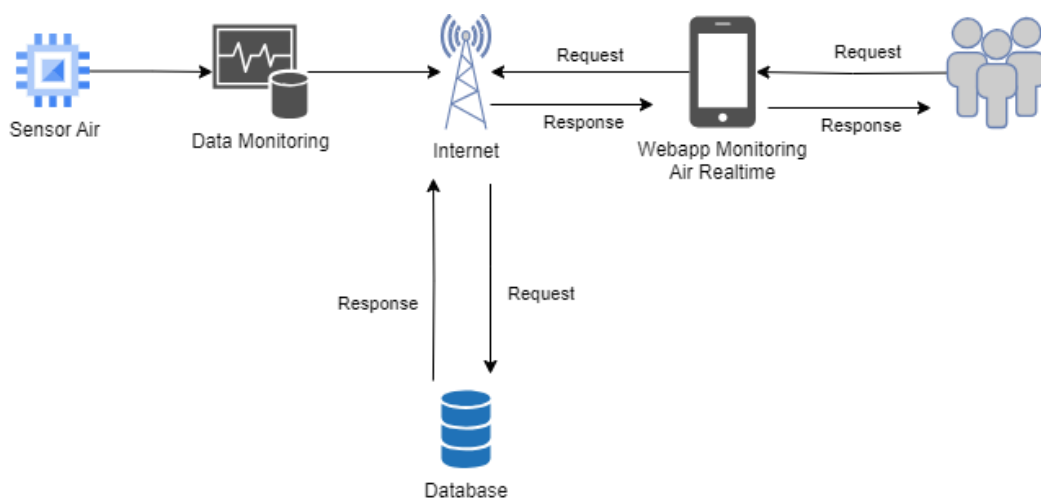 Request
Request
Response
Response
Sensor Air
Data Monitoring
Internet
Webapp Monitoring
Air Realtime
Response
Request
Database